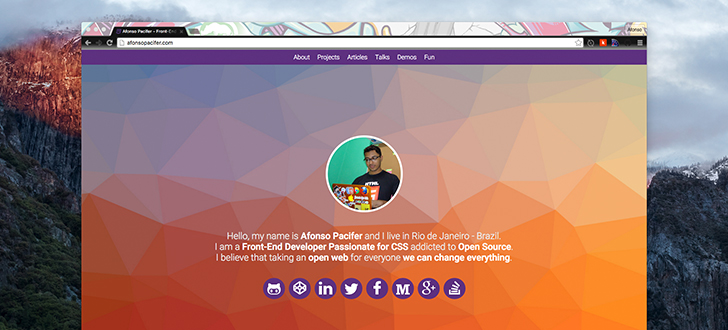 Afonso Pacifer - Front-End
Afonso
afonsopacifer.com
About Projects Articles Talks Demos Fun
HTML
Hello, my name is Afonso Pacifer and I live in Rio de Janeiro - Brazil.
I am a Front-End Developer Passionate for CSS addicted to Open Source.
I believe that taking an open web for everyone we can change everything.
in f M g+